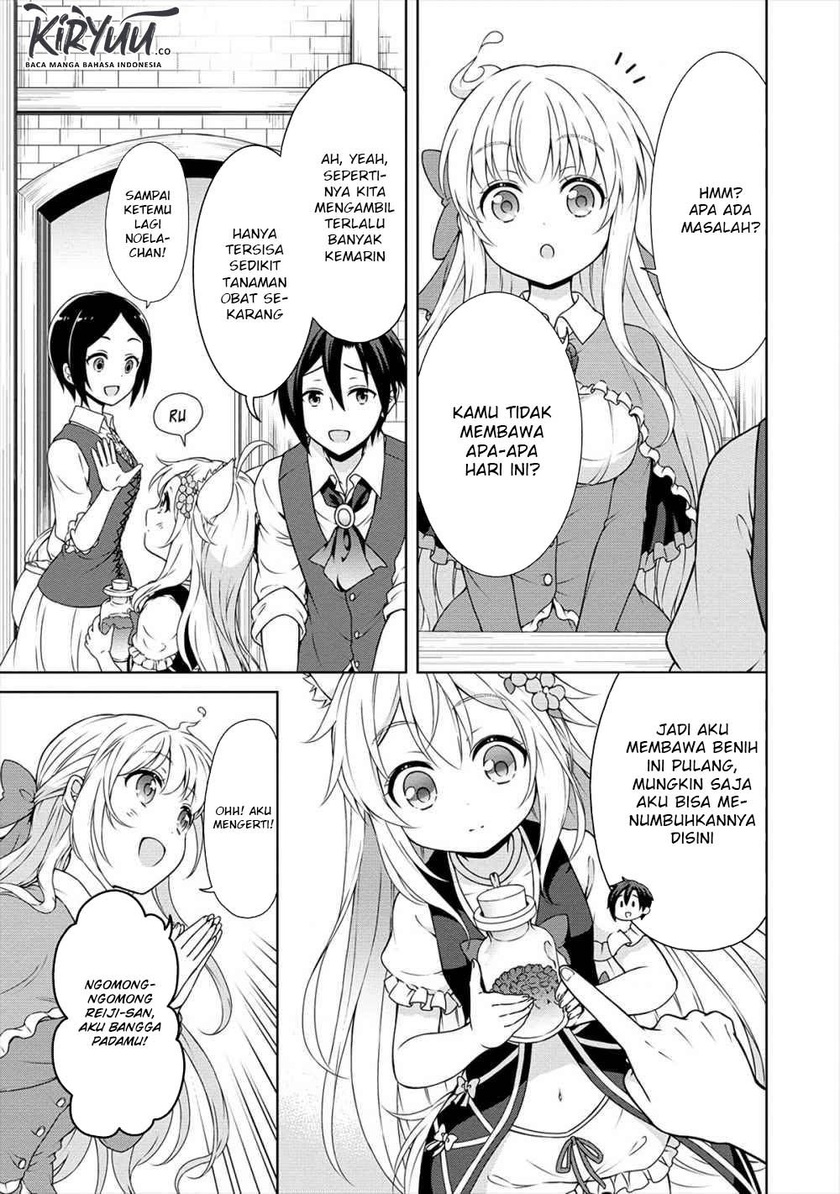 KiRYUU.co
BACA MANGA BAHASA INDONESIA
HMM?
APA ADA
MASALAH?
KAMU TIDAK
MEMBAWA
APA-APA
HARI INI?
AH, YEAH,
SEPERTI-
NYA KITA
MENGAMBIL
TERLALU
BANYAK
KEMARIN
HANYA
TERSISA
SEDIKIT
TANAMAN
OBAT SE-
KARANG
SAMPAI
KETEMU
LAGI
NOELA-
CHAN!
RU
JADI AKU
MEMBAWA BENIH
INI PULANG,
MUNGKIN SAJA
AKU BISA ME-
NUMBUHKANNYA
DISINI
OHH! AKU
MENGERTI!
NGOMONG-
NGOMONG
REIJI-SAN,
AKU BANGGA
PADAMU!